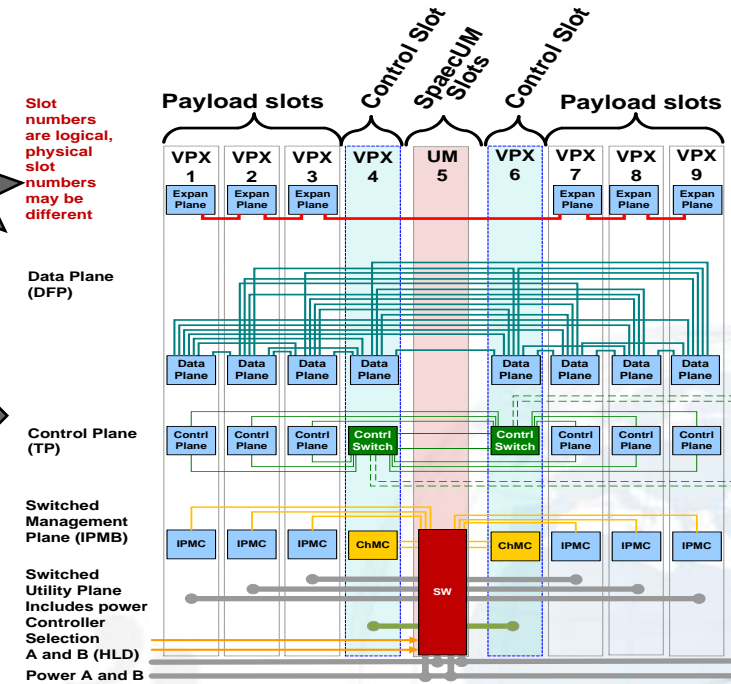 Control Slot
SpaecUM
Slots
Control Slot
Payload slots
Payload slots
Slot
numbers
are logical,
physical
slot
numbers
may be
different
VPX
1
VPX
2
VPX
3
VPX
4
UM
5
VPX
6
VPX
7
VPX
8
VPX
9
Expan
Plane
Expan
Plane
Expan
Plane
Expan
Plane
Expan
Plane
Expan
Plane
Data Plane
(DFP)
Data
Plane
Data
Plane
Data
Plane
Data
Plane
Data
Plane
Data
Plane
Data
Plane
Data
Plane
Control Plane
(TP)
Contrl
Plane
Contrl
Plane
Contrl
Plane
Contrl
Switch
Contrl
Switch
Contrl
Plane
Contrl
Plane
Contrl
Plane
Switched
Management
Plane (IPMB)
IPMC
IPMC
IPMC
ChMC
ChMC
IPMC
IPMC
IPMC
Switched
Utility Plane
Includes power
Controller
Selection
A and B (HLD)
Power A and B
SW